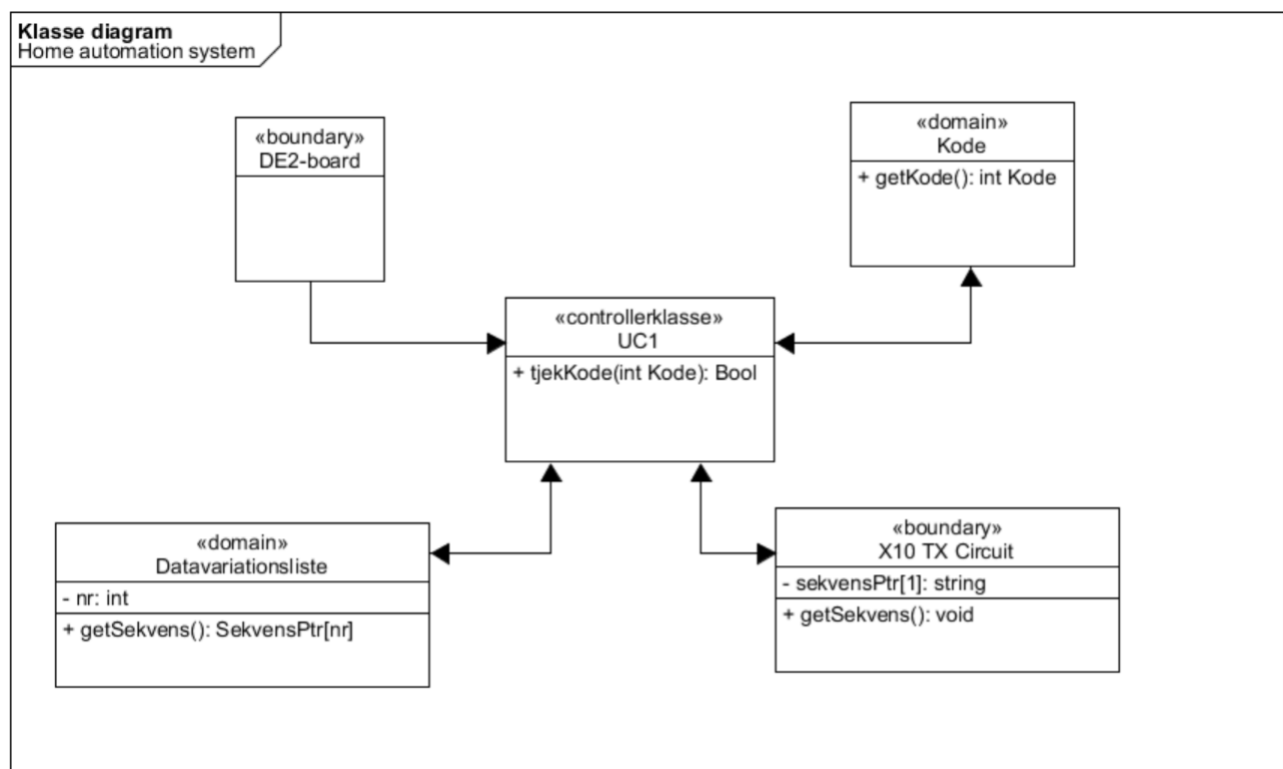 Klasse diagram
Home automation system
«boundary»
DE2-board
«domain»
Kode
+ getKode(): int Kode
«controllerklasse»
UC1
+ tjekKode(int Kode): Bool
«domain»
Datavariationsliste
- nr: int
+ getSekvens(): SekvensPtr[nr]
«boundary»
X10 TX Circuit
- sekvensPtr[1]: string
+ getSekvens(): void